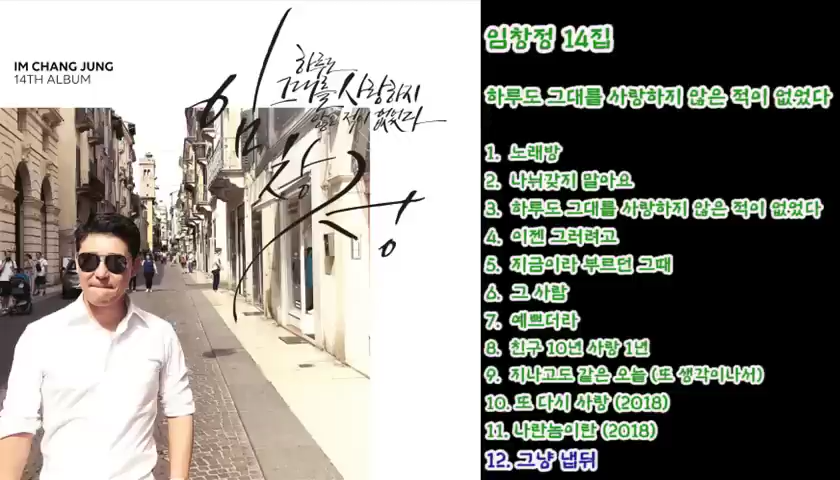 IM CHANG JUNG
14TH ALBUM
하루도
그대를 사랑하지
않은 적이 없었다
임창정
임창정 14집
하루도 그대를 사랑하지 않은 적이 없었다
1. 노래방
2. 나눠갖지 말아요
3. 하루도 그대를 사랑하지 않은 적이 없었다
4. 이젠 그러려고
5. 지금이라 부르던 그때
6. 그 사람
7. 예쁘더라
8. 친구 10년 사랑 1년
9. 지나고도 같은 오늘 (또 생각이나서)
10. 또 다시 사랑 (2018)
11. 나란놈이란 (2018)
12. 그냥 냅둬